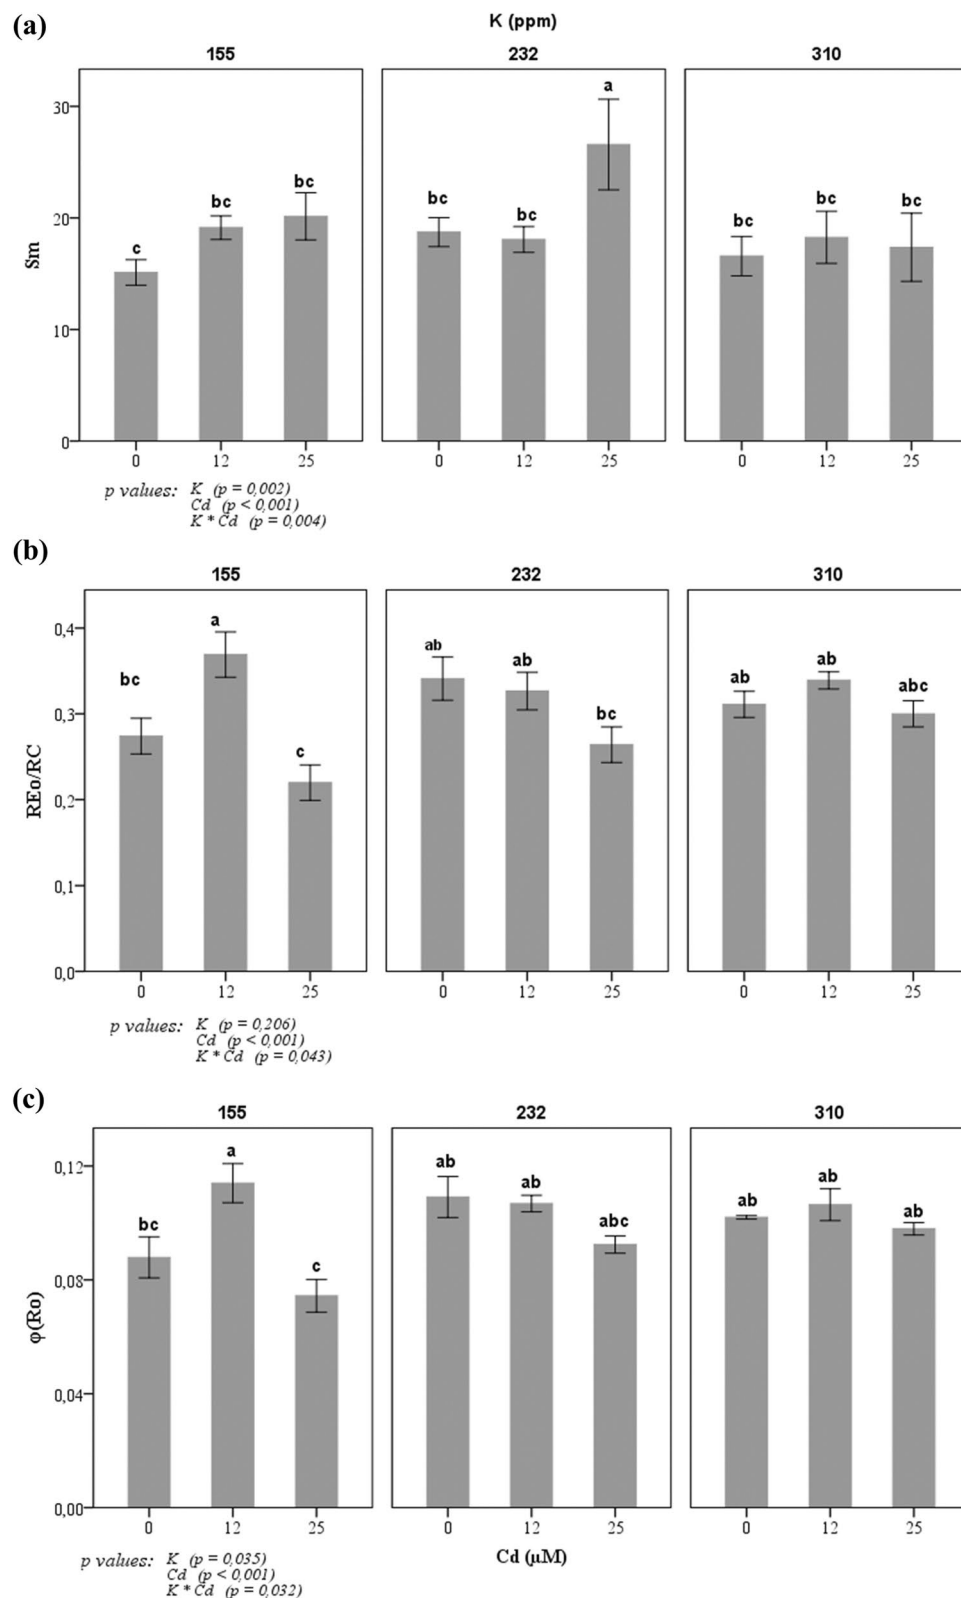 (a)
K (ppm)
155 232 310
a
bc bc bc bc bc bc bc
c
30
20
10
0
Sm
0 12 25 0 12 25 0 12 25
p values: K (p = 0,002)
Cd (p < 0,001)
K * Cd (p = 0,004)
(b)
155 232 310
bc a c ab ab bc ab ab abc
0,4
0,3
0,2
0,1
0,0
REo/RC
0 12 25 0 12 25 0 12 25
p values: K (p = 0,206)
Cd (p < 0,001)
K * Cd (p = 0,043)
(c)
155 232 310
bc a c ab ab abc ab ab ab
0,12
0,08
0,04
0,00
φ(Ro)
0 12 25 0 12 25 0 12 25
Cd (µM)
p values: K (p = 0,035)
Cd (p < 0,001)
K * Cd (p = 0,032)